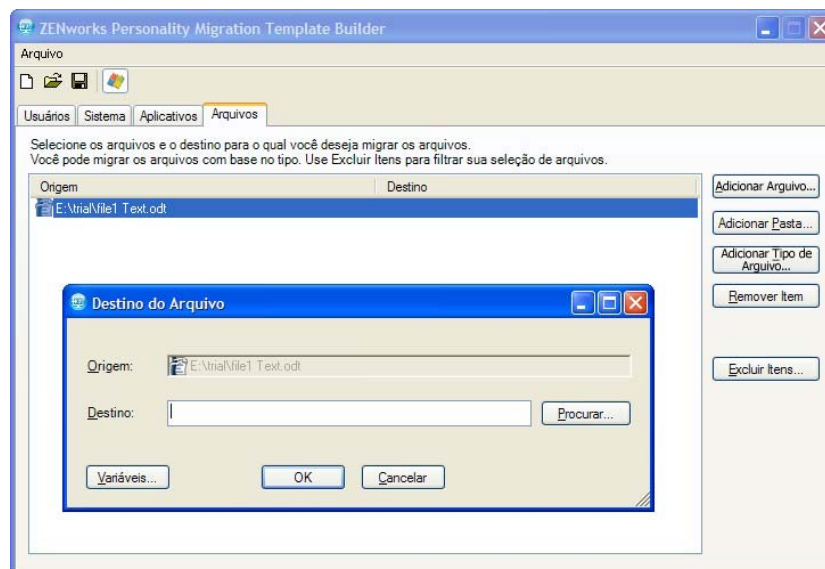 ZENworks Personality Migration Template Builder
Arquivo
Usuários Sistema Aplicativos Arquivos
Selecione os arquivos e o destino para o qual você deseja migrar os arquivos.
Você pode migrar os arquivos com base no tipo. Use Excluir Itens para filtrar sua seleção de arquivos.
Origem Destino
E:\trial\file1 Text.odt
Adicionar Arquivo...
Adicionar Pasta...
Adicionar Tipo de
Arquivo...
Remover Item
Excluir Itens...
Destino do Arquivo
Origem: E:\trial\file1 Text.odt
Destino: Procurar...
Variáveis... OK Cancelar